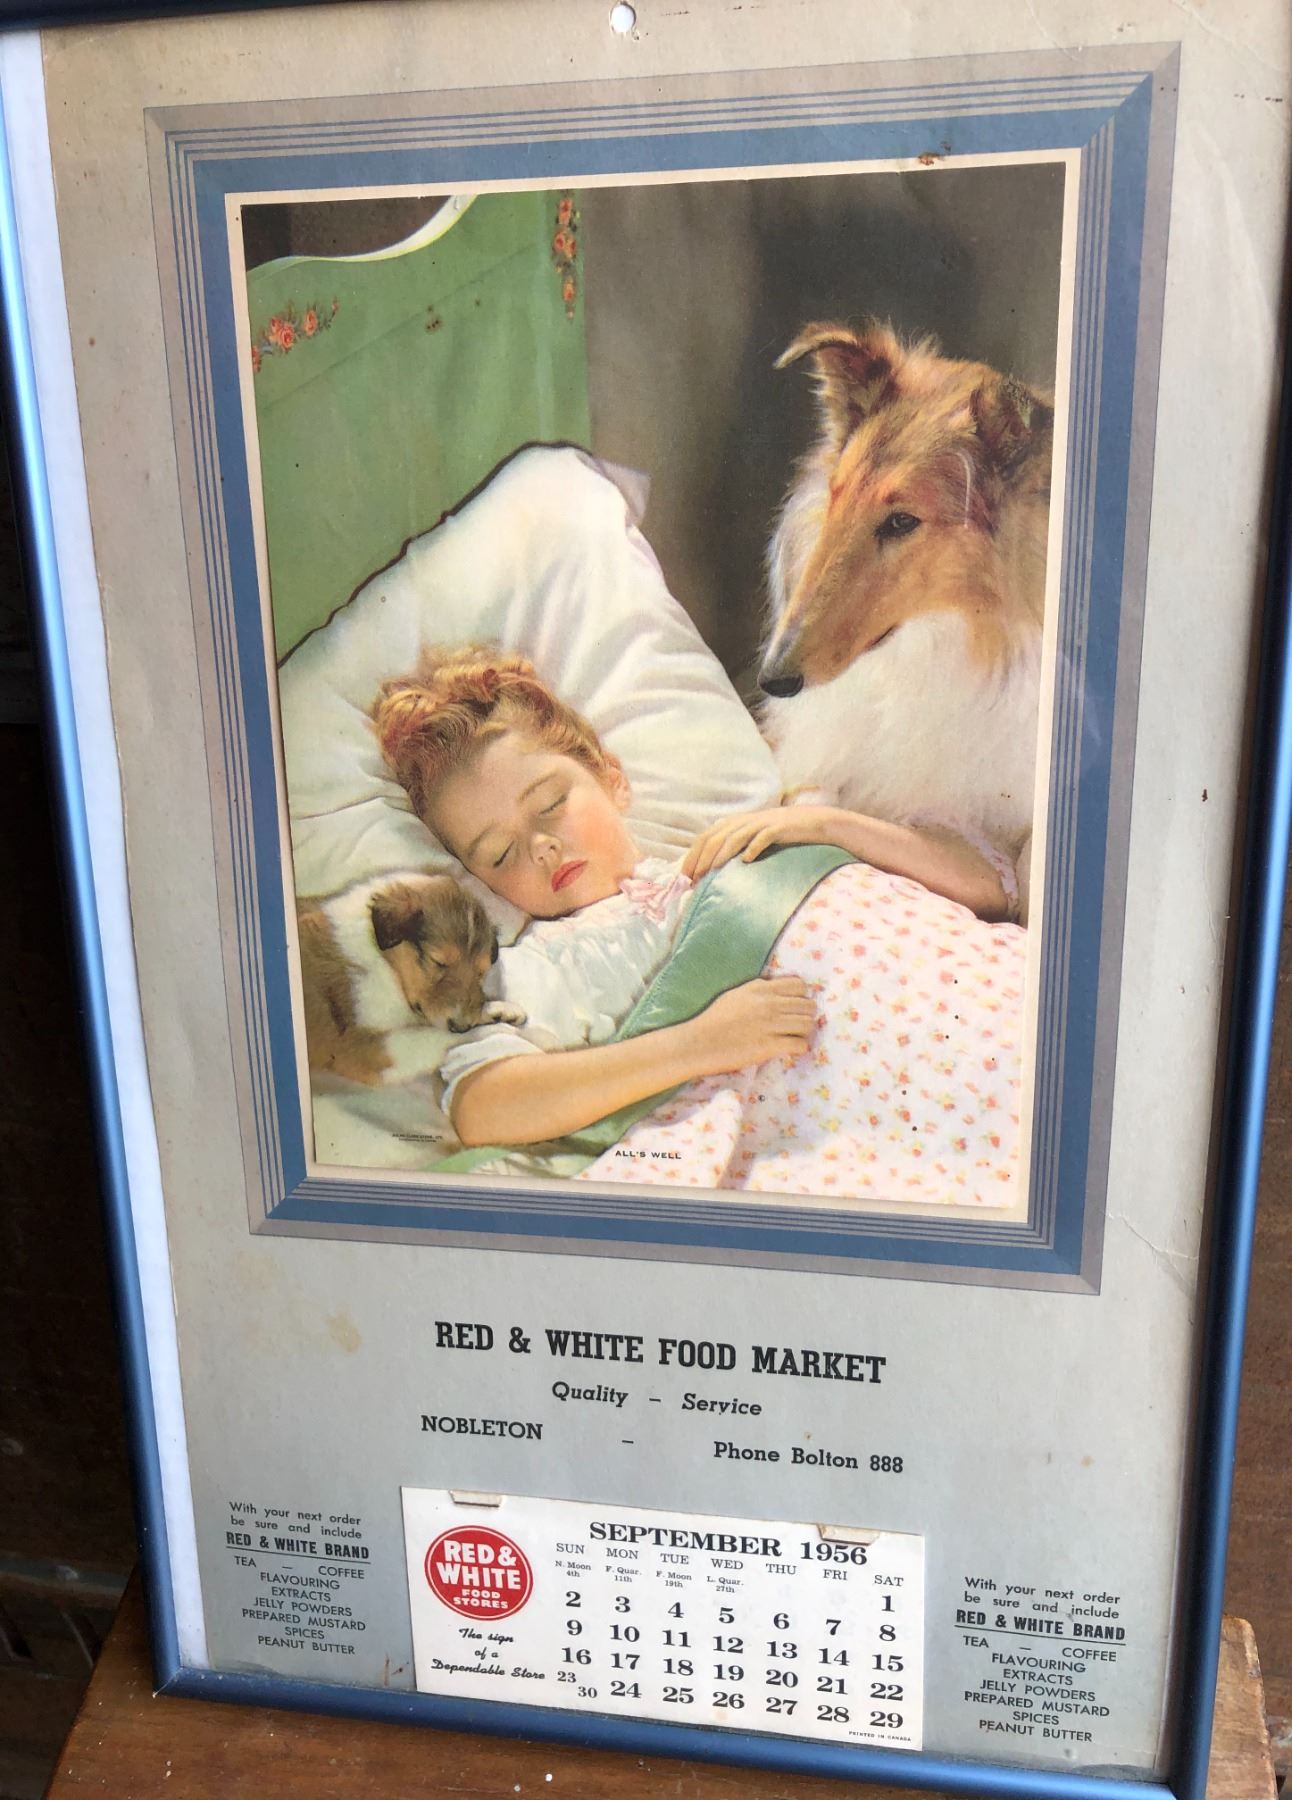 ALL'S WELL
RED & WHITE FOOD MARKET
Quality – Service
NOBLETON – Phone Bolton 888
With your next order
be sure and include
RED & WHITE BRAND
TEA — COFFEE
FLAVOURING
EXTRACTS
JELLY POWDERS
PREPARED MUSTARD
SPICES
PEANUT BUTTER
RED &
WHITE
FOOD
STORES
The sign
of a
Dependable Store
SEPTEMBER 1956
SUN MON TUE WED THU FRI SAT
N. Moon 4th F. Quar. 11th F. Moon 19th L. Quar. 27th
1
2 3 4 5 6 7 8
9 10 11 12 13 14 15
16 17 18 19 20 21 22
23 30 24 25 26 27 28 29
PRINTED IN CANADA
With your next order
be sure and include
RED & WHITE BRAND
TEA — COFFEE
FLAVOURING
EXTRACTS
JELLY POWDERS
PREPARED MUSTARD
SPICES
PEANUT BUTTER